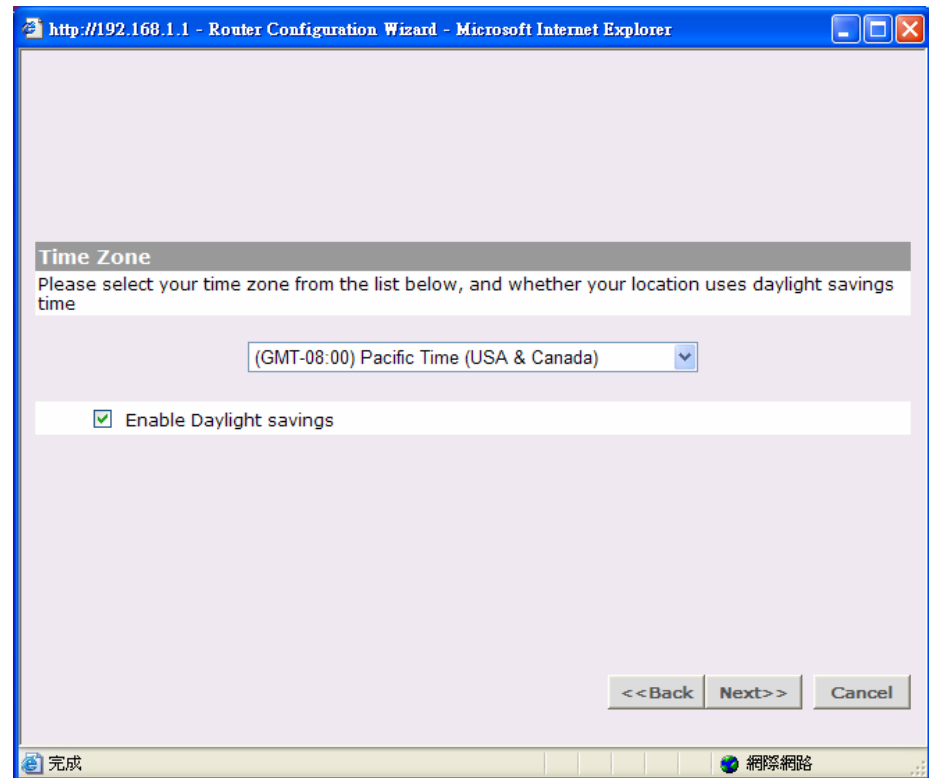 http://192.168.1.1 - Router Configuration Wizard - Microsoft Internet Explorer
Time Zone
Please select your time zone from the list below, and whether your location uses daylight savings
time
(GMT-08:00) Pacific Time (USA & Canada)
Enable Daylight savings
<<Back Next>> Cancel
完成 網際網路